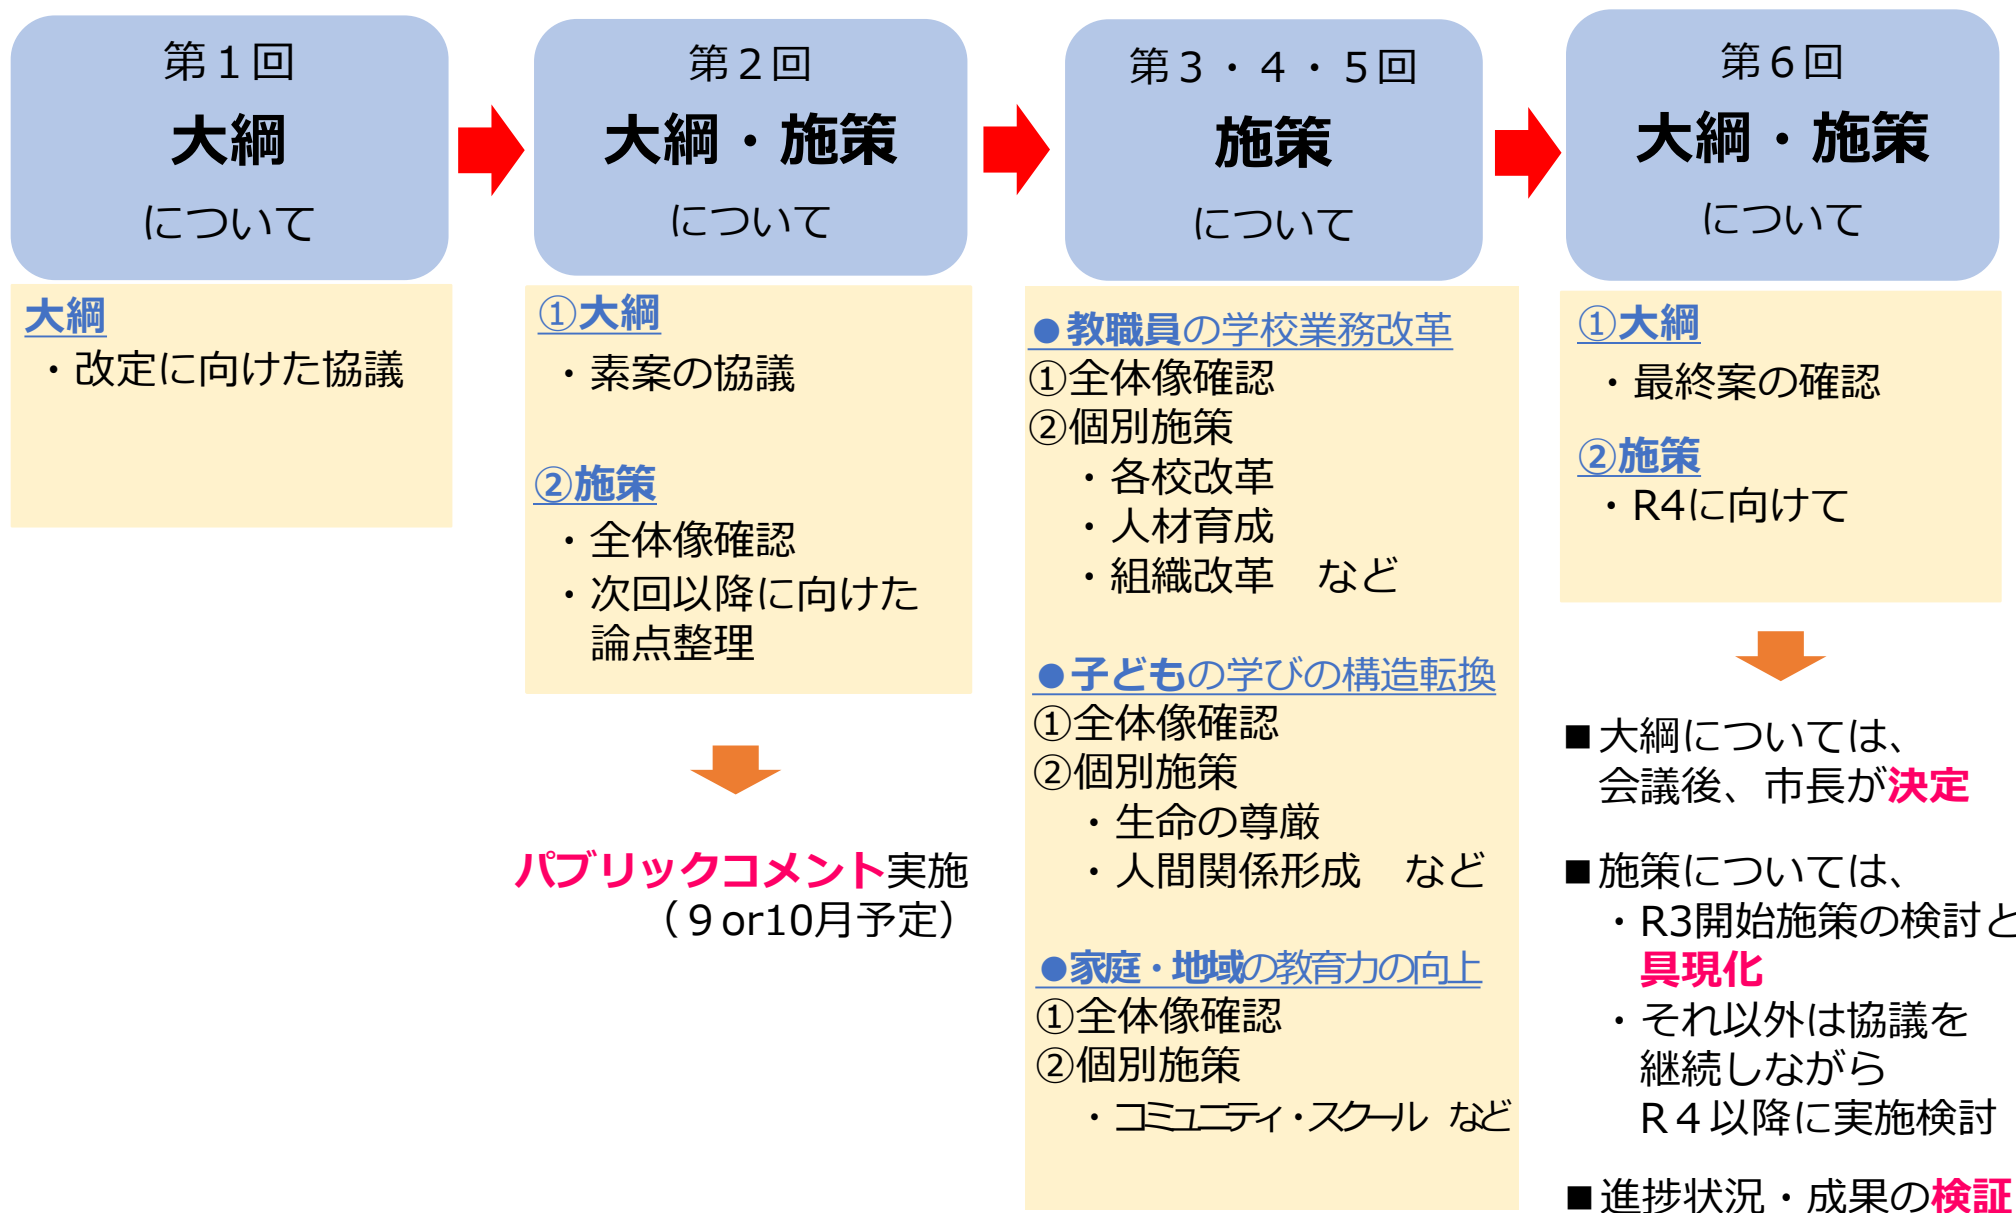 第１回
大綱
について
第２回
大綱・施策
について
第３・４・５回
施策
について
第６回
大綱・施策
について
大綱
・改定に向けた協議
①大綱
・素案の協議
②施策
・全体像確認
・次回以降に向けた
論点整理
パブリックコメント実施
（９or10月予定）
●教職員の学校業務改革
①全体像確認
②個別施策
・各校改革
・人材育成
・組織改革　など
●子どもの学びの構造転換
①全体像確認
②個別施策
・生命の尊厳
・人間関係形成　など
●家庭・地域の教育力の向上
①全体像確認
②個別施策
・コミュニティ・スクール　など
①大綱
・最終案の確認
②施策
・R4に向けて
■大綱については、
会議後、市長が決定
■施策については、
・R3開始施策の検討と
具現化
・それ以外は協議を
継続しながら
R４以降に実施検討
■進捗状況・成果の検証